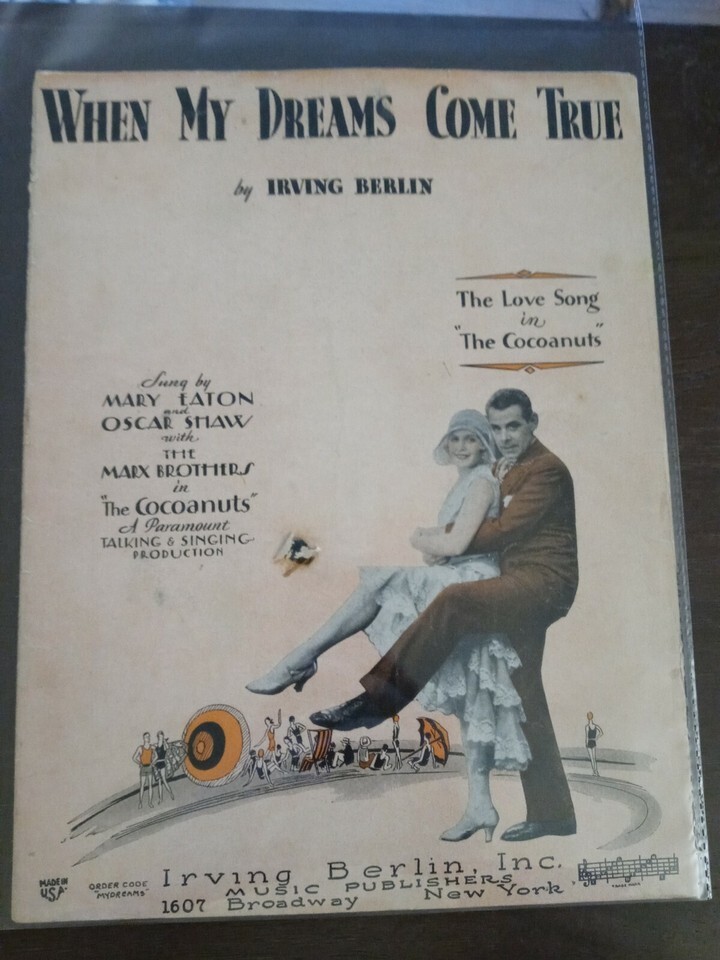 WHEN MY DREAMS COME TRUE
by IRVING BERLIN
The Love Song
in
"The Cocoanuts"
Sung by
MARY EATON
and
OSCAR SHAW
with
THE
MARX BROTHERS
in
"The Cocoanuts"
A Paramount
TALKING & SINGING
PRODUCTION
MADE IN
U.S.A.
ORDER CODE
"MYDREAMS"
Irving Berlin, Inc.
MUSIC PUBLISHERS
1607 Broadway New York